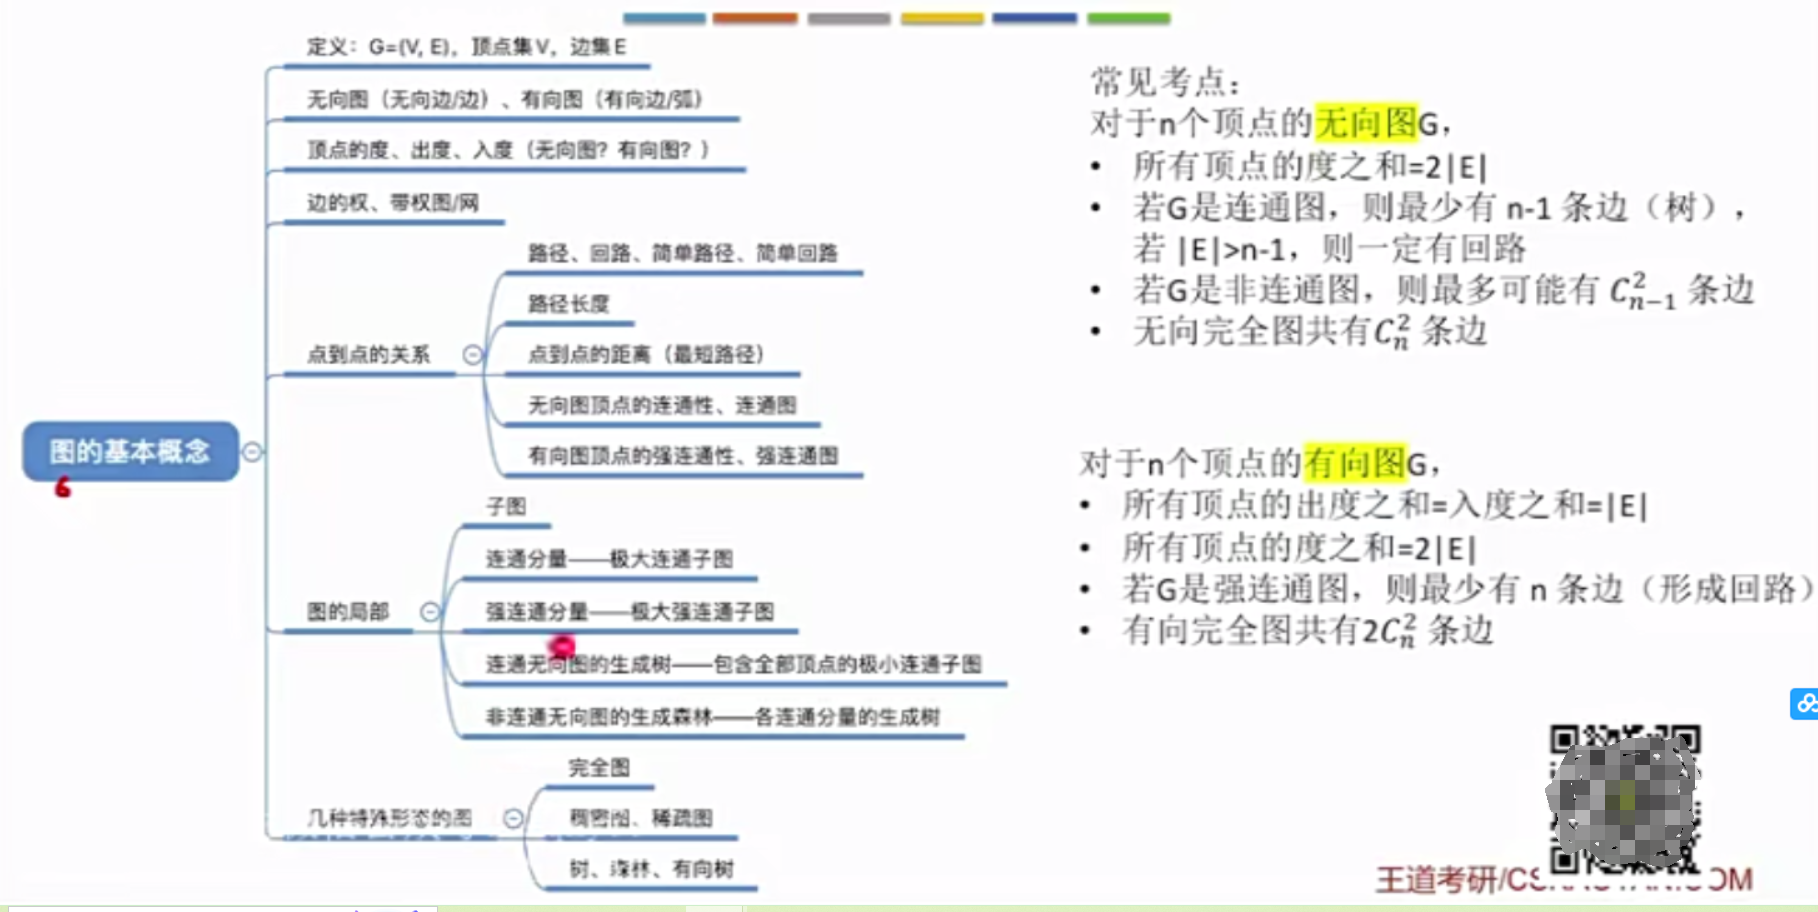 定义：G=(V, E)，顶点集 V，边集 E
无向图（无向边/边）、有向图（有向边/弧）
顶点的度、出度、入度（无向图？有向图？）
边的权、带权图/网
路径、回路、简单路径、简单回路
路径长度
点到点的关系
点到点的距离（最短路径）
无向图顶点的连通性、连通图
有向图顶点的强连通性、强连通图
图的基本概念
子图
连通分量——极大连通子图
图的局部
强连通分量——极大强连通子图
连通无向图的生成树——包含全部顶点的极小连通子图
非连通无向图的生成森林——各连通分量的生成树
完全图
几种特殊形态的图
稠密图、稀疏图
树、森林、有向树
常见考点：
对于n个顶点的无向图G，
• 所有顶点的度之和=2|E|
• 若G是连通图，则最少有 n-1 条边（树），
若 |E|>n-1，则一定有回路
• 若G是非连通图，则最多可能有 $C_{n-1}^2$ 条边
• 无向完全图共有$C_n^2$ 条边
对于n个顶点的有向图G，
• 所有顶点的出度之和=入度之和=|E|
• 所有顶点的度之和=2|E|
• 若G是强连通图，则最少有 n 条边（形成回路）
• 有向完全图共有$2C_n^2$ 条边
王道考研/CS